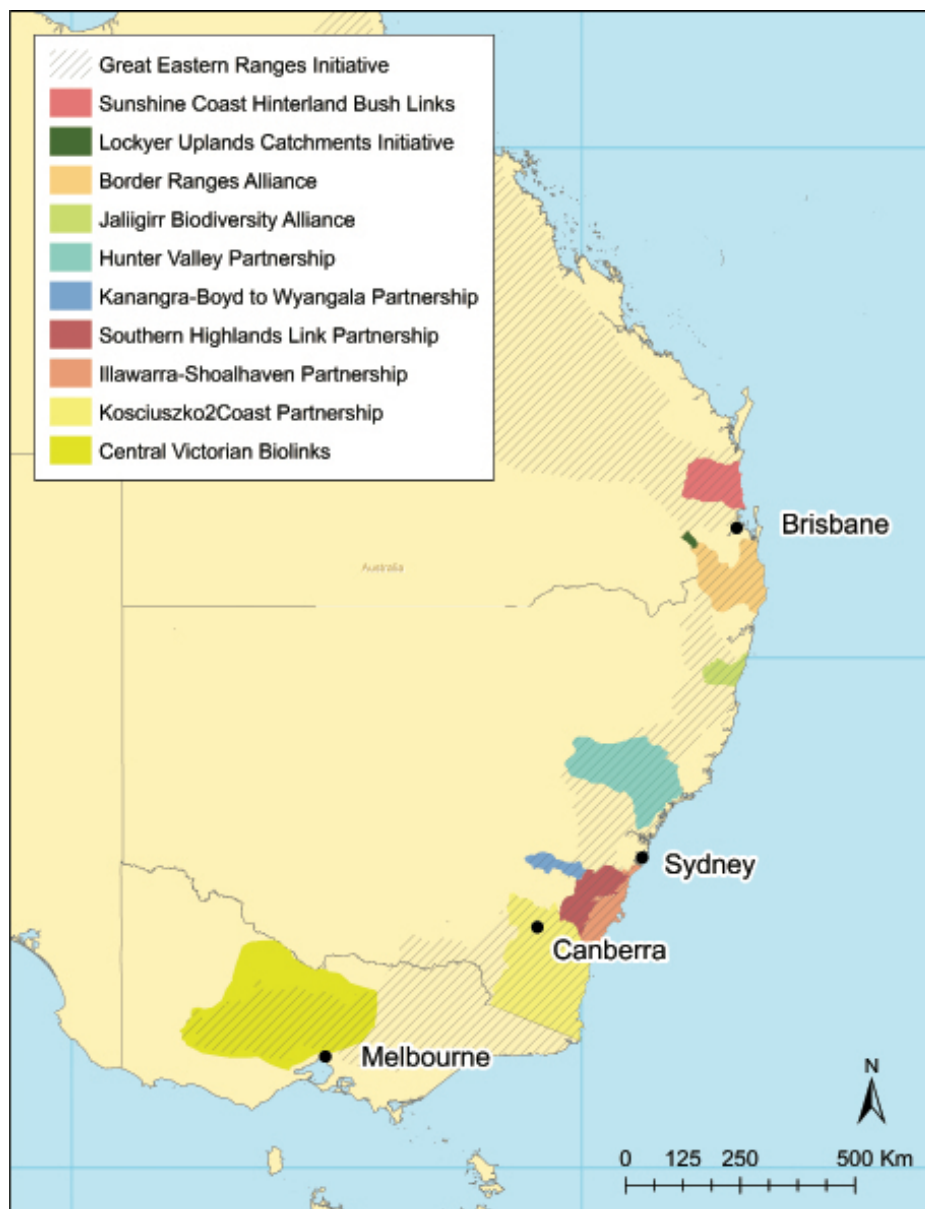 Great Eastern Ranges Initiative
Sunshine Coast Hinterland Bush Links
Lockyer Uplands Catchments Initiative
Border Ranges Alliance
Jaliigirr Biodiversity Alliance
Hunter Valley Partnership
Kanangra-Boyd to Wyangala Partnership
Southern Highlands Link Partnership
Illawarra-Shoalhaven Partnership
Kosciuszko2Coast Partnership
Central Victorian Biolinks
Brisbane
Australia
Sydney
Canberra
Melbourne
N
0 125 250 500 Km